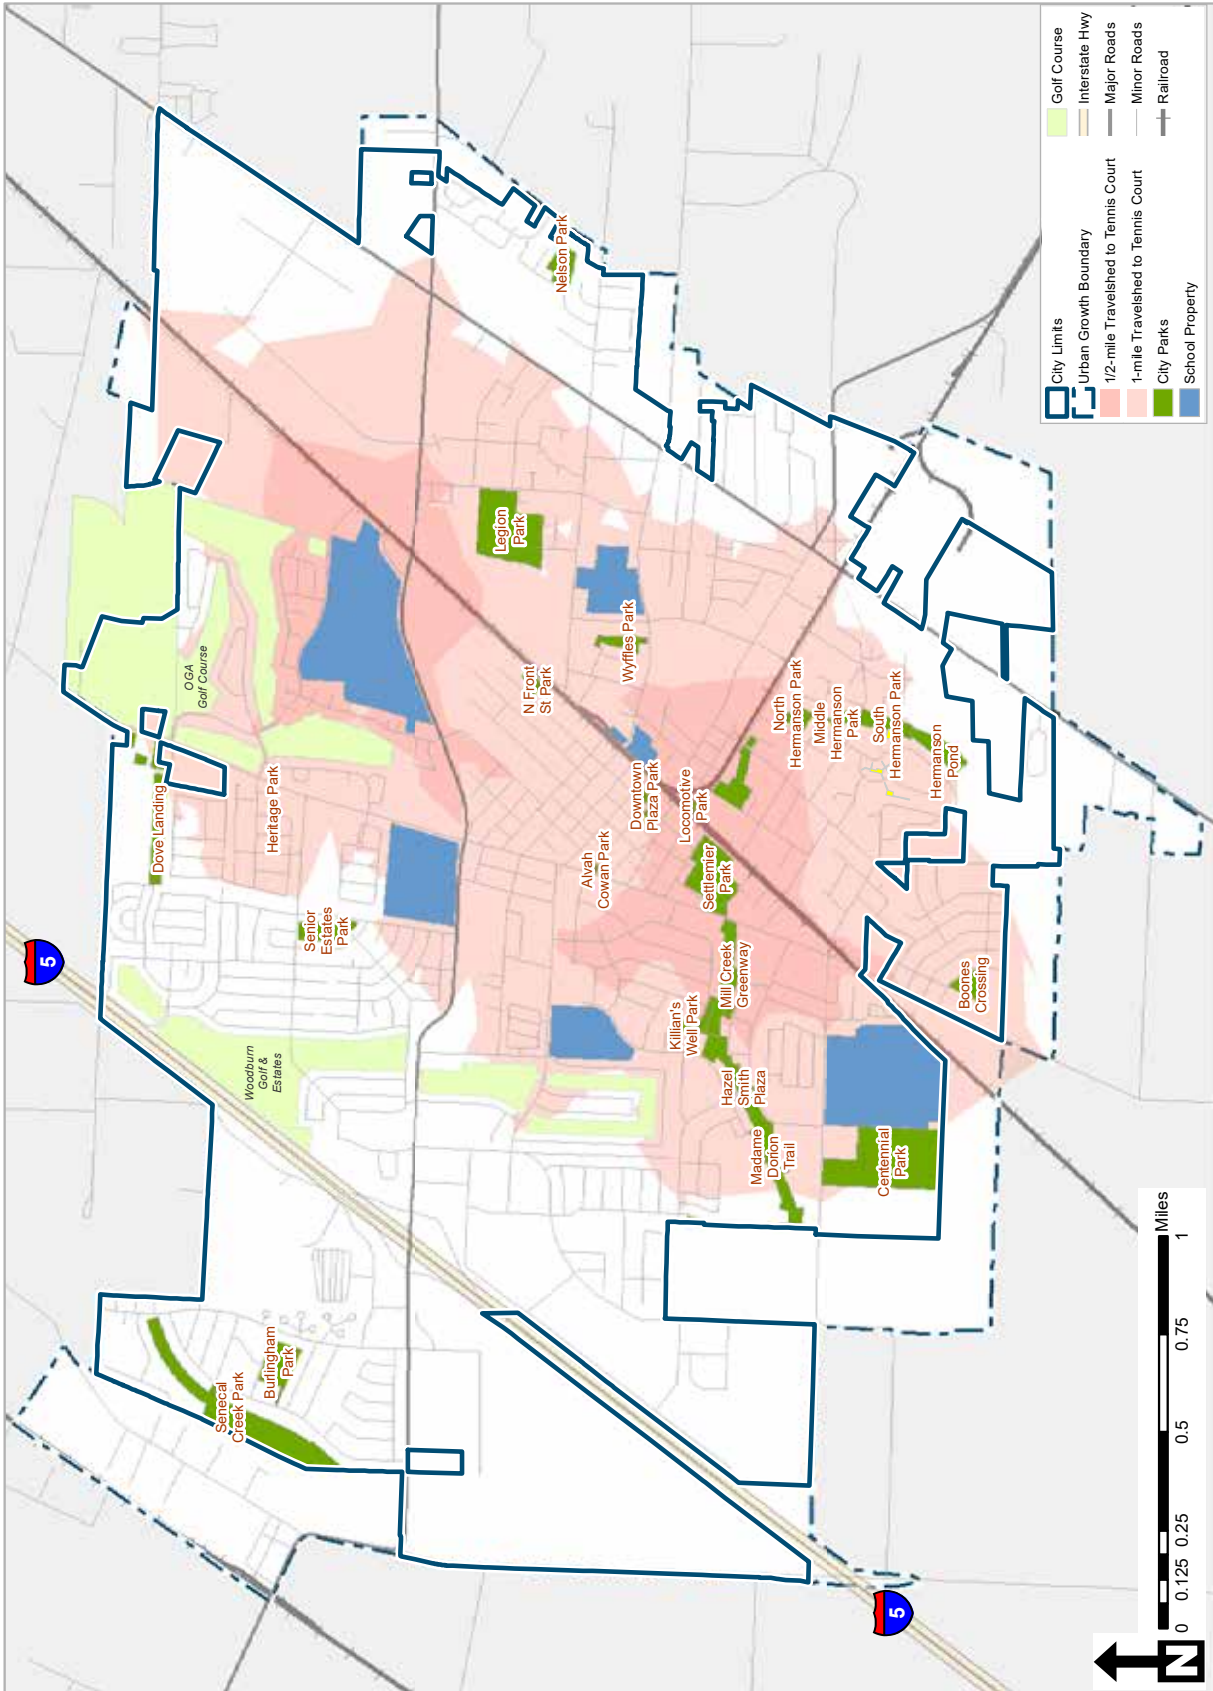 5
Dove Landing
OGA
Golf Course
Heritage Park
Senior
Estates
Park
Woodburn
Golf &
Estates
Senecal
Creek Park
Burlingham
Park
Nelson Park
Legion
Park
N Front
St Park
Wyffles Park
Alvah
Cowan Park
Downtown
Plaza Park
Locomotive
Park
Settlemier
Park
North
Hermanson Park
Middle
Hermanson
Park
South
Hermanson Park
Hermanson
Pond
Killian's
Well Park
Mill Creek
Greenway
Hazel
Smith
Plaza
Madame
Dorion
Trail
Centennial
Park
Boones
Crossing
5
City Limits
Urban Growth Boundary
1/2-mile Travelshed to Tennis Court
1-mile Travelshed to Tennis Court
City Parks
School Property
Golf Course
Interstate Hwy
Major Roads
Minor Roads
Railroad
N
0 0.125 0.25 0.5 0.75 1
Miles